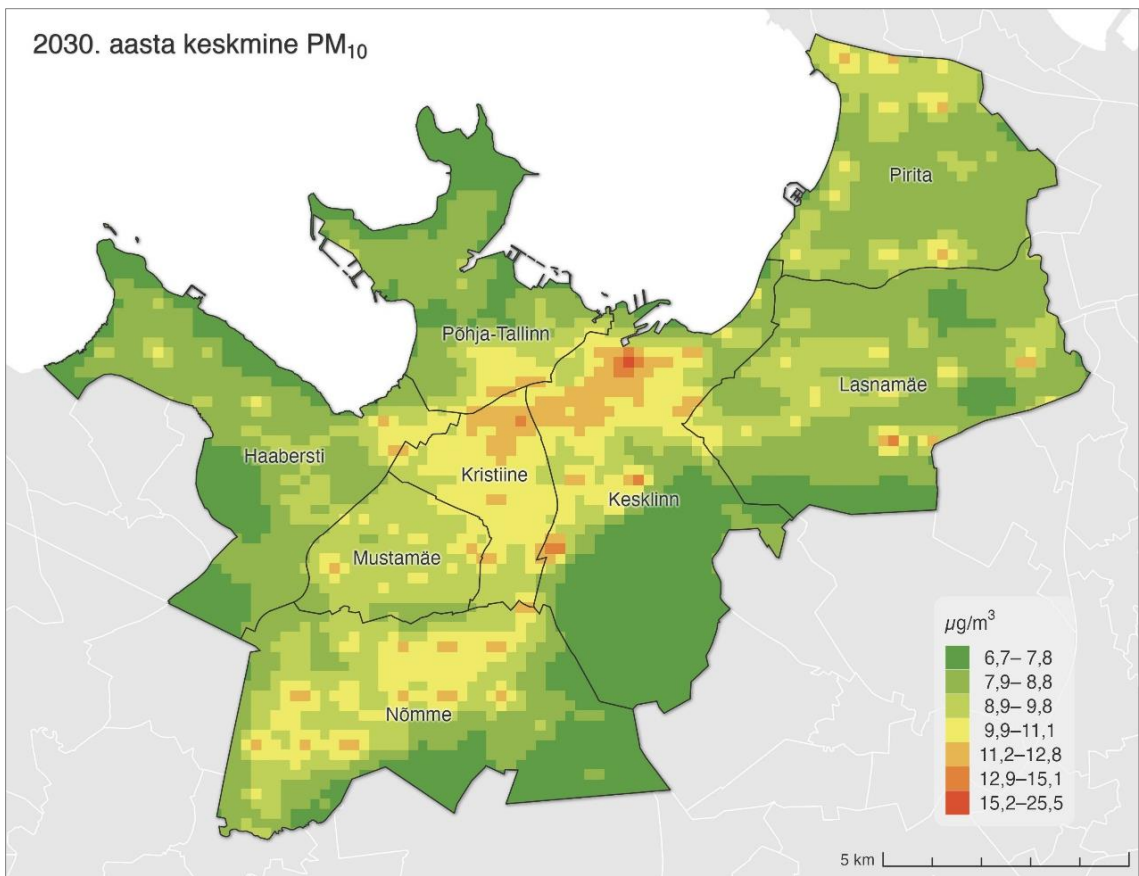 2030. aasta keskmine PM₁₀
Pirita
Põhja-Tallinn
Lasnamäe
Haabersti
Kristiine
Kesklinn
Mustamäe
Nõmme
µg/m³
6,7– 7,8
7,9– 8,8
8,9– 9,8
9,9–11,1
11,2–12,8
12,9–15,1
15,2–25,5
5 km